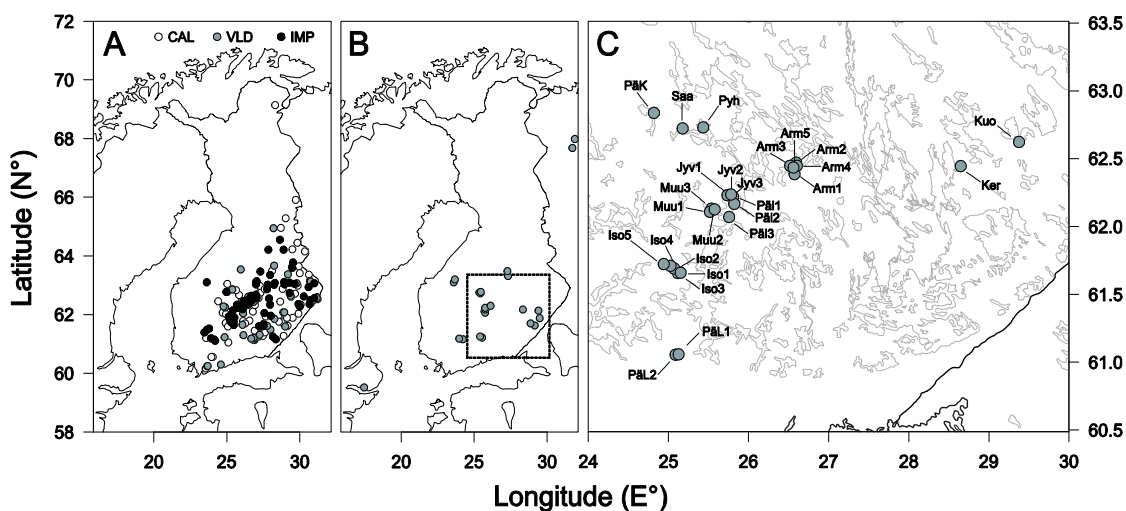 A
CAL VLD IMP
B
C
72
70
68
66
64
62
60
58
Latitude (N°)
20 25 30
20 25 30
24 25 26 27 28 29 30
Longitude (E°)
63.5
63.0
62.5
62.0
61.5
61.0
60.5
PäK
Saa
Pyh
Kuo
Ker
Arm5
Arm3
Arm2
Arm4
Arm1
Jyv1
Jyv2
Jyv3
Muu3
Muu1
Muu2
Päi1
Päi2
Päi3
Iso5
Iso4
Iso2
Iso1
Iso3
PäL1
PäL2